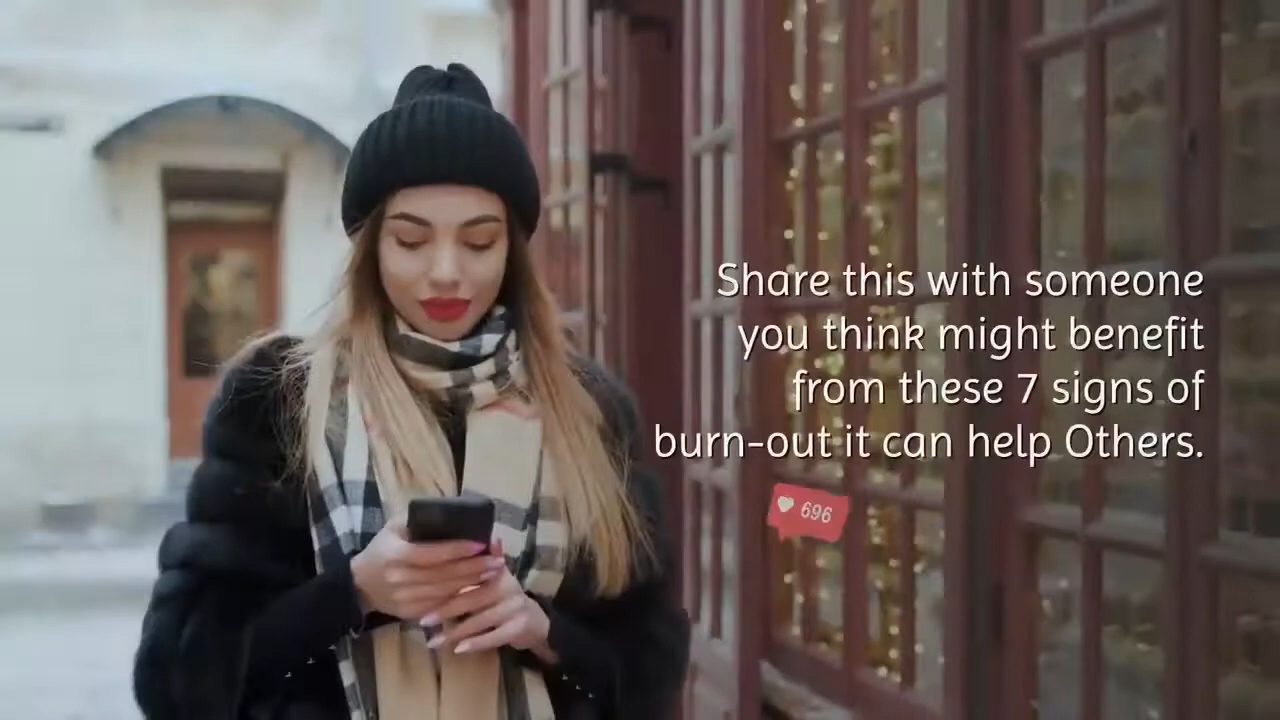 Share this with someone
you think might benefit
from these 7 signs of
burn-out it can help Others.
696